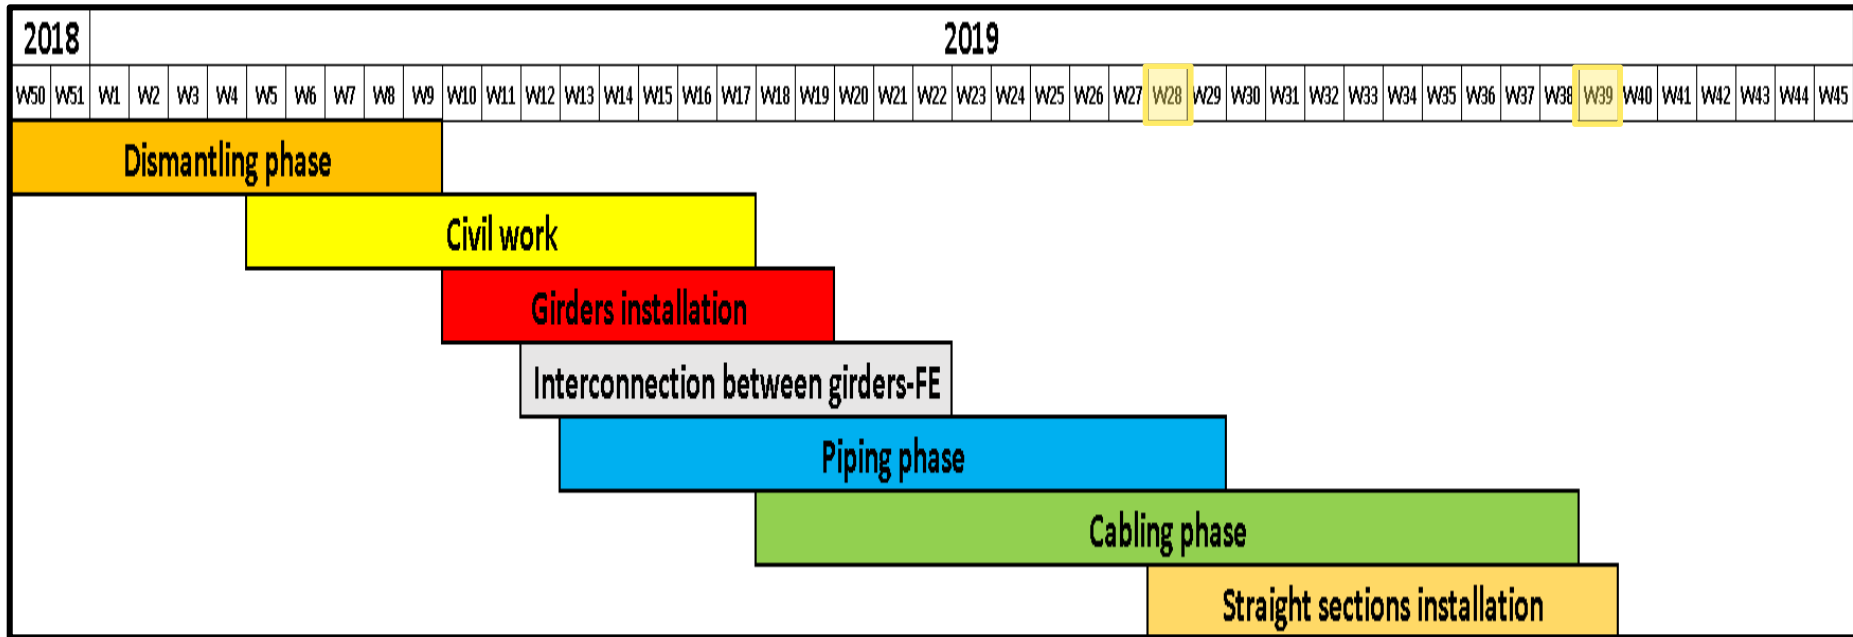 2018 2019
W50 W51 W1 W2 W3 W4 W5 W6 W7 W8 W9 W10 W11 W12 W13 W14 W15 W16 W17 W18 W19 W20 W21 W22 W23 W24 W25 W26 W27 W28 W29 W30 W31 W32 W33 W34 W35 W36 W37 W38 W39 W40 W41 W42 W43 W44 W45
Dismantling phase
Civil work
Girders installation
Interconnection between girders-FE
Piping phase
Cabling phase
Straight sections installation